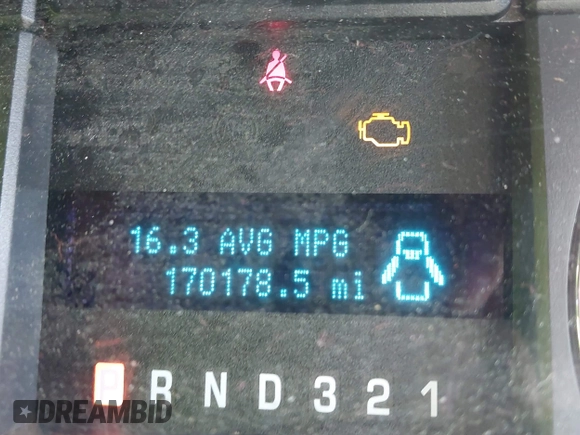 16.3 AVG MPG
170178.5 mi
P R N D 3 2 1
DREAMBID